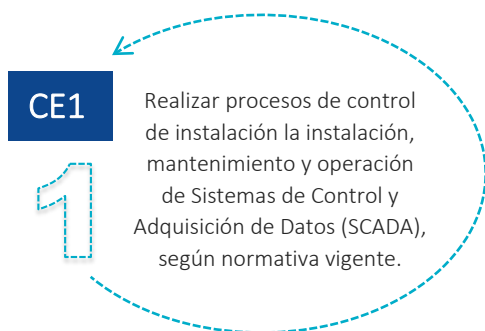 CE1
1
Realizar procesos de control
de instalación la instalación,
mantenimiento y operación
de Sistemas de Control y
Adquisición de Datos (SCADA),
según normativa vigente.